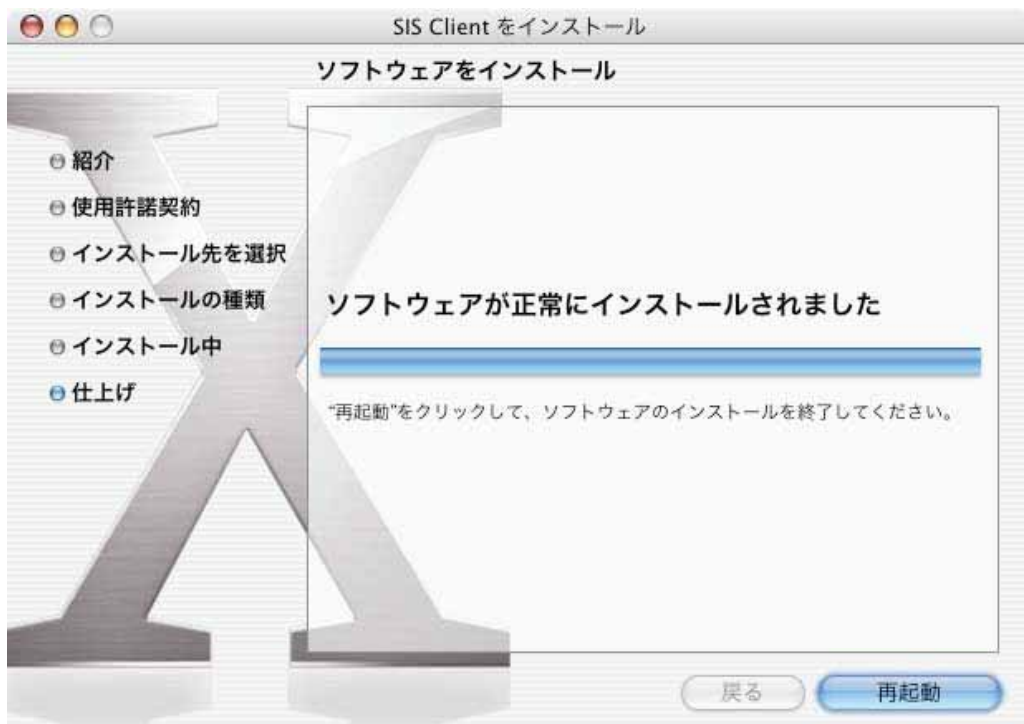 SIS Client をインストール
ソフトウェアをインストール
紹介
使用許諾契約
インストール先を選択
インストールの種類
インストール中
仕上げ
ソフトウェアが正常にインストールされました
“再起動”をクリックして、ソフトウェアのインストールを終了してください。
戻る
再起動